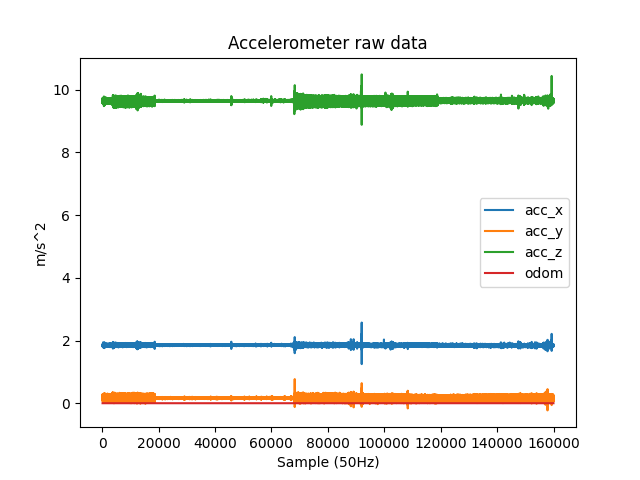 Accelerometer raw data
m/s^2
10
8
6
4
2
0
acc_x
acc_y
acc_z
odom
0 20000 40000 60000 80000 100000 120000 140000 160000
Sample (50Hz)